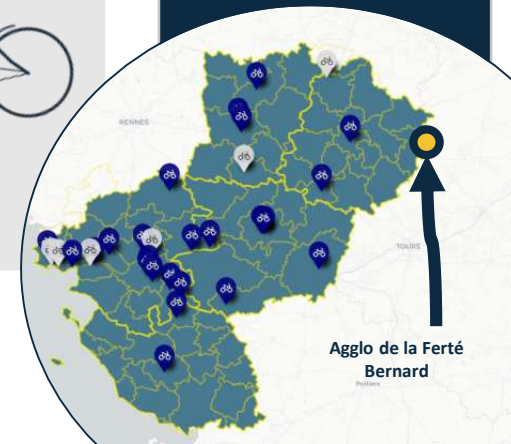 RENNES
TOURS
Agglo de la Ferté
Bernard
Poitiers